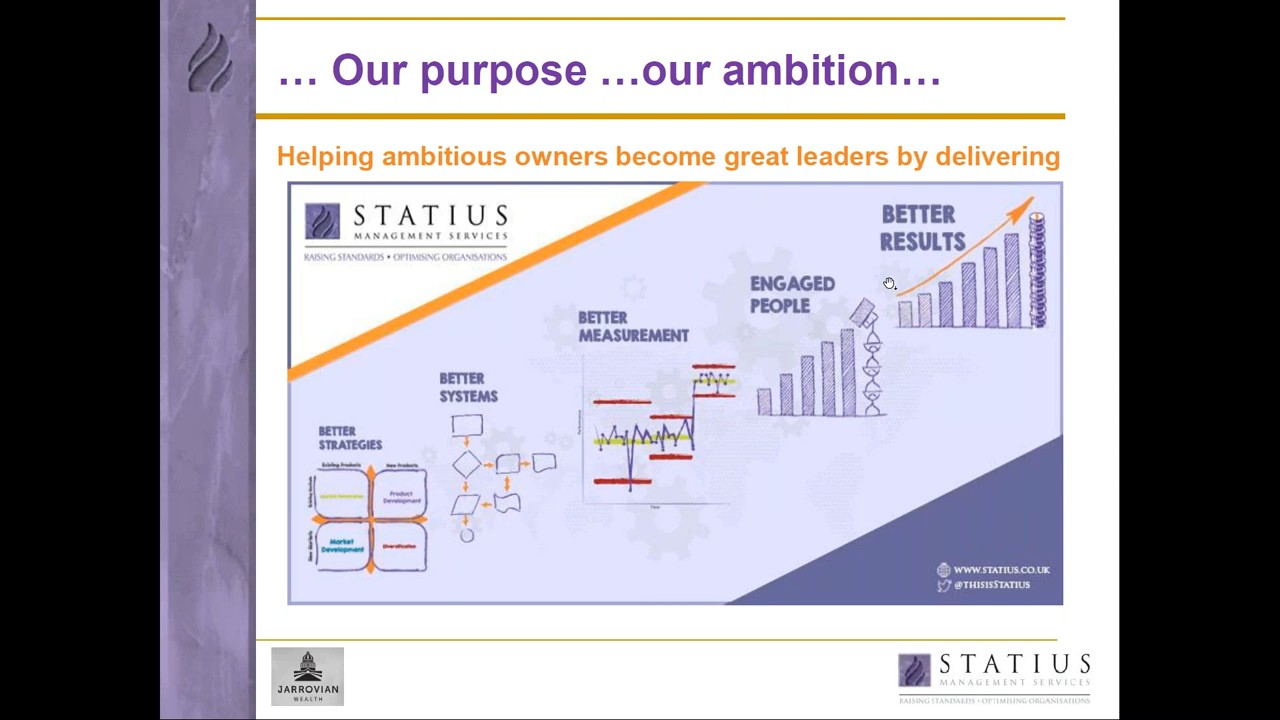 … Our purpose …our ambition…
Helping ambitious owners become great leaders by delivering
STATIUS
MANAGEMENT SERVICES
RAISING STANDARDS • OPTIMISING ORGANISATIONS
BETTER
RESULTS
ENGAGED
PEOPLE
BETTER
MEASUREMENT
BETTER
SYSTEMS
BETTER
STRATEGIES
Existing Products
New Products
Product
Development
Market
Development
Diversification
Time
WWW.STATIUS.CO.UK
@THISISSTATIUS
JARROVIAN
WEALTH
STATIUS
MANAGEMENT SERVICES
RAISING STANDARDS • OPTIMISING ORGANISATIONS